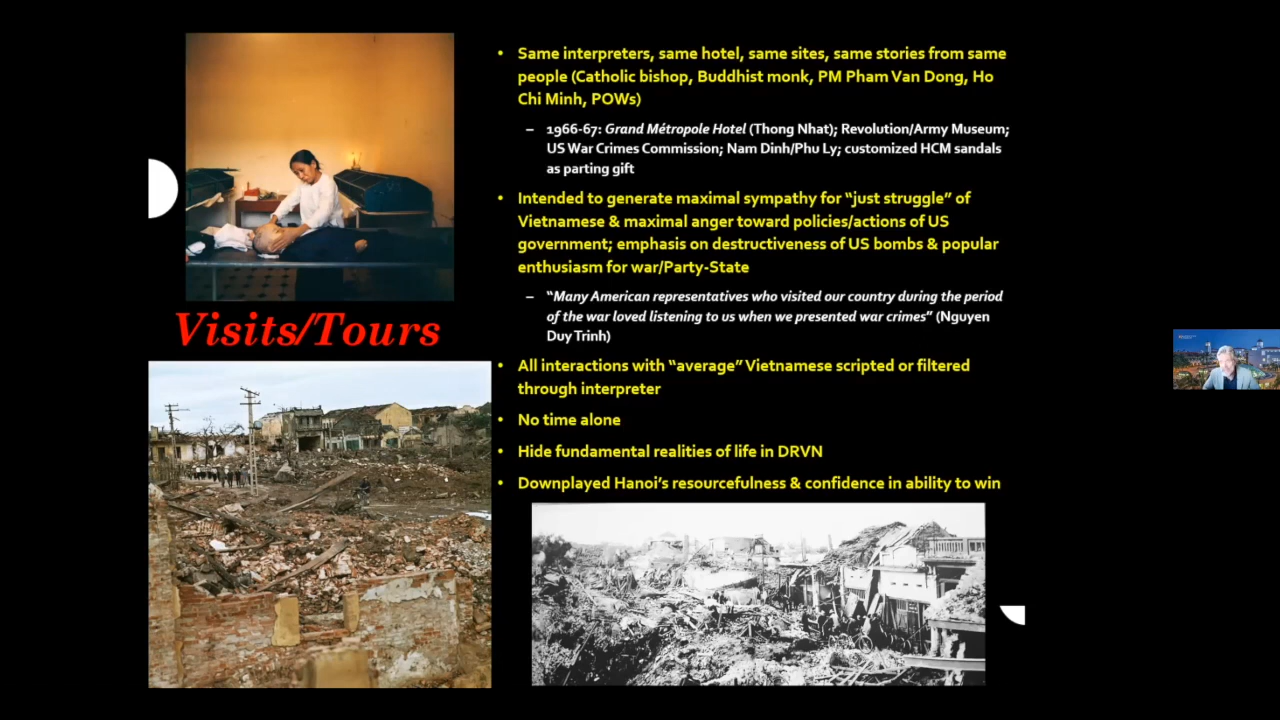 • Same interpreters, same hotel, same sites, same stories from same
people (Catholic bishop, Buddhist monk, PM Pham Van Dong, Ho
Chi Minh, POWs)
– 1966-67: Grand Métropole Hotel (Thong Nhat); Revolution/Army Museum;
US War Crimes Commission; Nam Dinh/Phu Ly; customized HCM sandals
as parting gift
• Intended to generate maximal sympathy for “just struggle” of
Vietnamese & maximal anger toward policies/actions of US
government; emphasis on destructiveness of US bombs & popular
enthusiasm for war/Party-State
– “Many American representatives who visited our country during the period
of the war loved listening to us when we presented war crimes” (Nguyen
Duy Trinh)
Visits/Tours
• All interactions with “average” Vietnamese scripted or filtered
through interpreter
• No time alone
• Hide fundamental realities of life in DRVN
• Downplayed Hanoi’s resourcefulness & confidence in ability to win